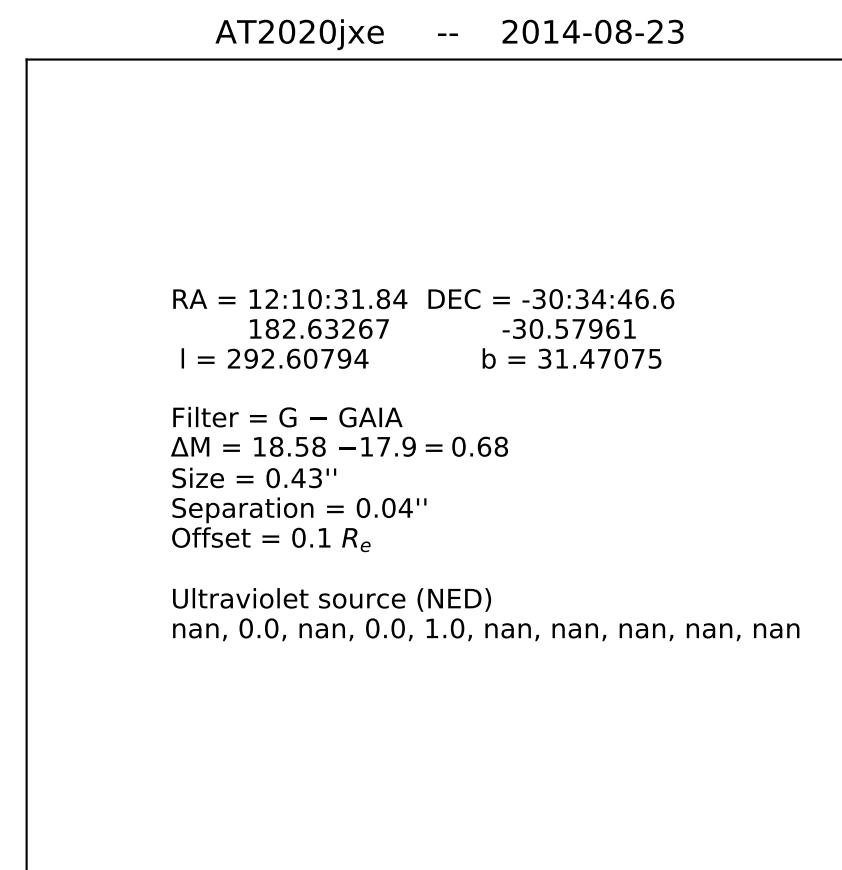 AT2020jxe -- 2014-08-23
RA = 12:10:31.84 DEC = -30:34:46.6
182.63267 -30.57961
l = 292.60794 b = 31.47075
Filter = G − GAIA
ΔM = 18.58 −17.9 = 0.68
Size = 0.43''
Separation = 0.04''
Offset = 0.1 Rₑ
Ultraviolet source (NED)
nan, 0.0, nan, 0.0, 1.0, nan, nan, nan, nan, nan